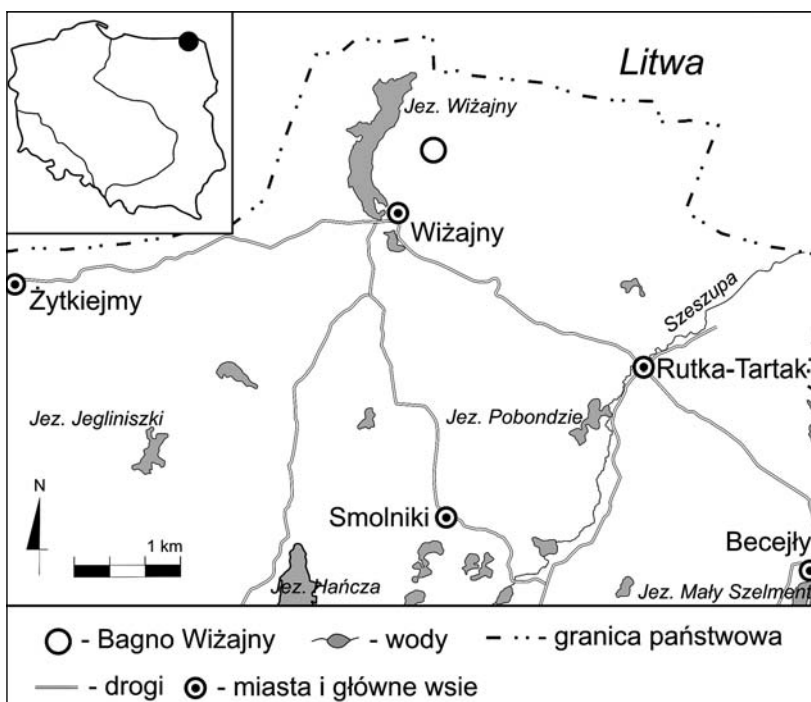 Litwa
Jez. Wiżajny
Wiżajny
Żytkiejmy
Szeszupa
Rutka-Tartak
Jez. Jegliniszki
Jez. Pobondzie
N
Smolniki
1 km
Becejły
Jez. Hańcza
Jez. Mały Szelment
- Bagno Wiżajny
- wody
- granica państwowa
- drogi
- miasta i główne wsie